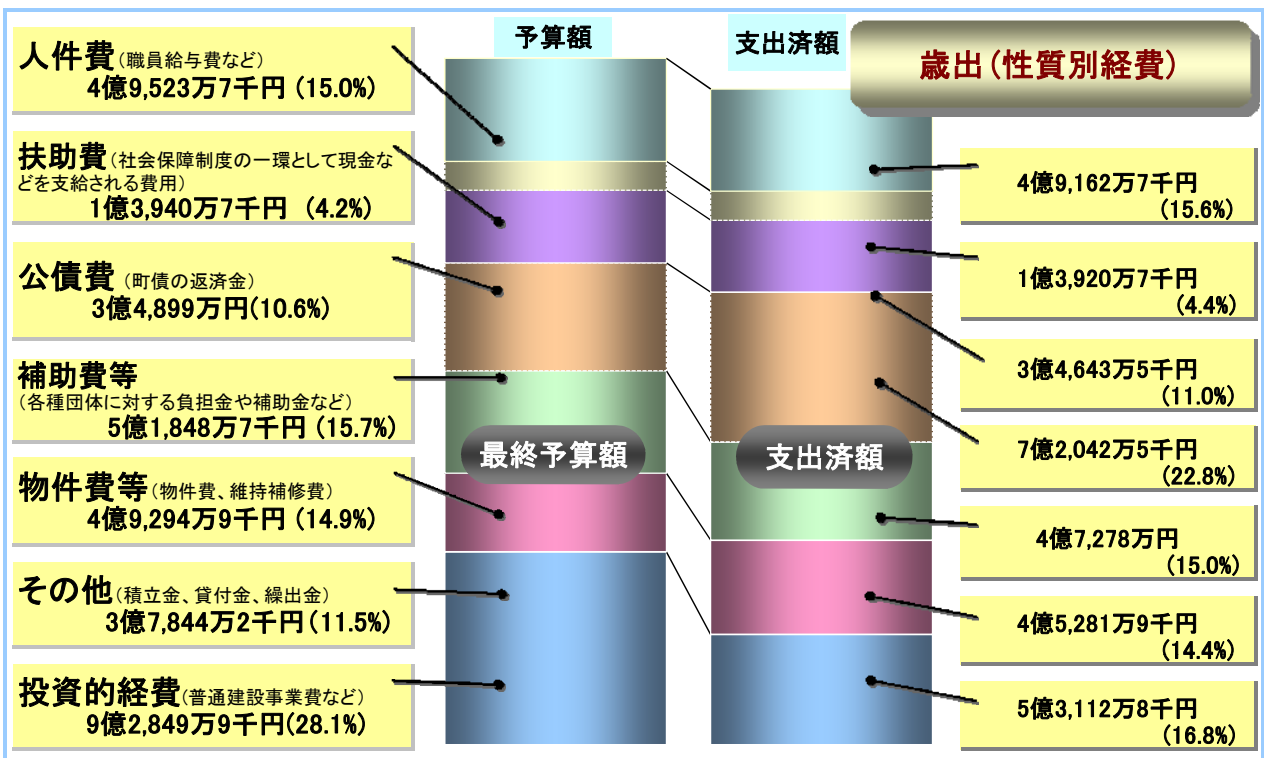 予算額
支出済額
歳出(性質別経費)
人件費(職員給与費など)
4億9,523万7千円 (15.0%)
扶助費(社会保障制度の一環として現金な
どを支給される費用)
1億3,940万7千円 (4.2%)
公債費 (町債の返済金)
3億4,899万円(10.6%)
補助費等
(各種団体に対する負担金や補助金など)
5億1,848万7千円 (15.7%)
物件費等(物件費、維持補修費)
4億9,294万9千円 (14.9%)
その他(積立金、貸付金、繰出金)
3億7,844万2千円(11.5%)
投資的経費(普通建設事業費など)
9億2,849万9千円(28.1%)
最終予算額
支出済額
4億9,162万7千円
(15.6%)
1億3,920万7千円
(4.4%)
3億4,643万5千円
(11.0%)
7億2,042万5千円
(22.8%)
4億7,278万円
(15.0%)
4億5,281万9千円
(14.4%)
5億3,112万8千円
(16.8%)